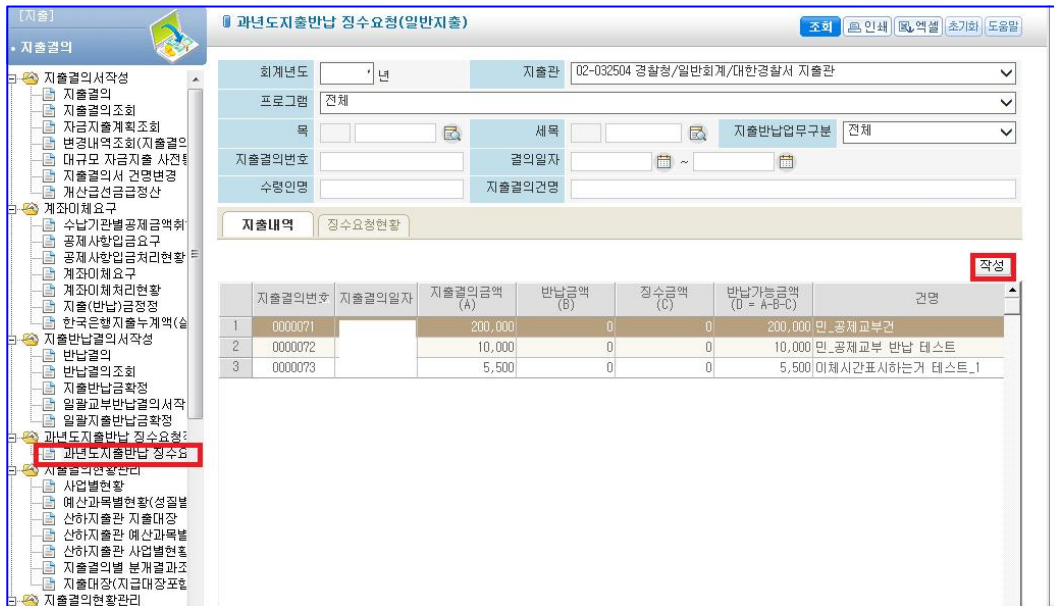 [지출]
• 지출결의
지출결의서작성
지출결의
지출결의조회
자금지출계획조회
변경내역조회(지출결의
대규모 자금지출 사전
지출결의서 건명변경
개산급선금급정산
계좌이체요구
수납기관별공제금액취
공제사항입금요구
공제사항입금처리현황
계좌이체요구
계좌이체처리현황
지출(반납)금정정
한국은행지출누계액(
지출반납결의서작성
반납결의
반납결의조회
지출반납금확정
일괄교부반납결의서작
일괄지출반납금확정
과년도지출반납 징수요청
과년도지출반납 징수요
지출결의현황관리
사업별현황
예산과목별현황(성질별
산하지출관 지출대장
산하지출관 예산과목별
산하지출관 사업별현황
지출결의별 분개결과조
지출대장(지급대장포함
지출결의현황관리
과년도지출반납 징수요청(일반지출)
조회 인쇄 엑셀 초기화 도움말
회계년도 년 지출관 02-032504 경찰청/일반회계/대한경찰서 지출관
프로그램 전체
목 세목 지출반납업무구분 전체
지출결의번호 결의일자 ~
수령인명 지출결의건명
지출내역 징수요청현황
작성
지출결의번호 지출결의일자 지출결의금액 (A) 반납금액 (B) 징수금액 (C) 반납가능금액 (D = A-B-C) 건명
1 0000071 200,000 0 0 200,000 민_공제교부건
2 0000072 10,000 0 0 10,000 민_공제교부 반납 테스트
3 0000073 5,500 0 0 5,500 이체시간표시하는거 테스트_1